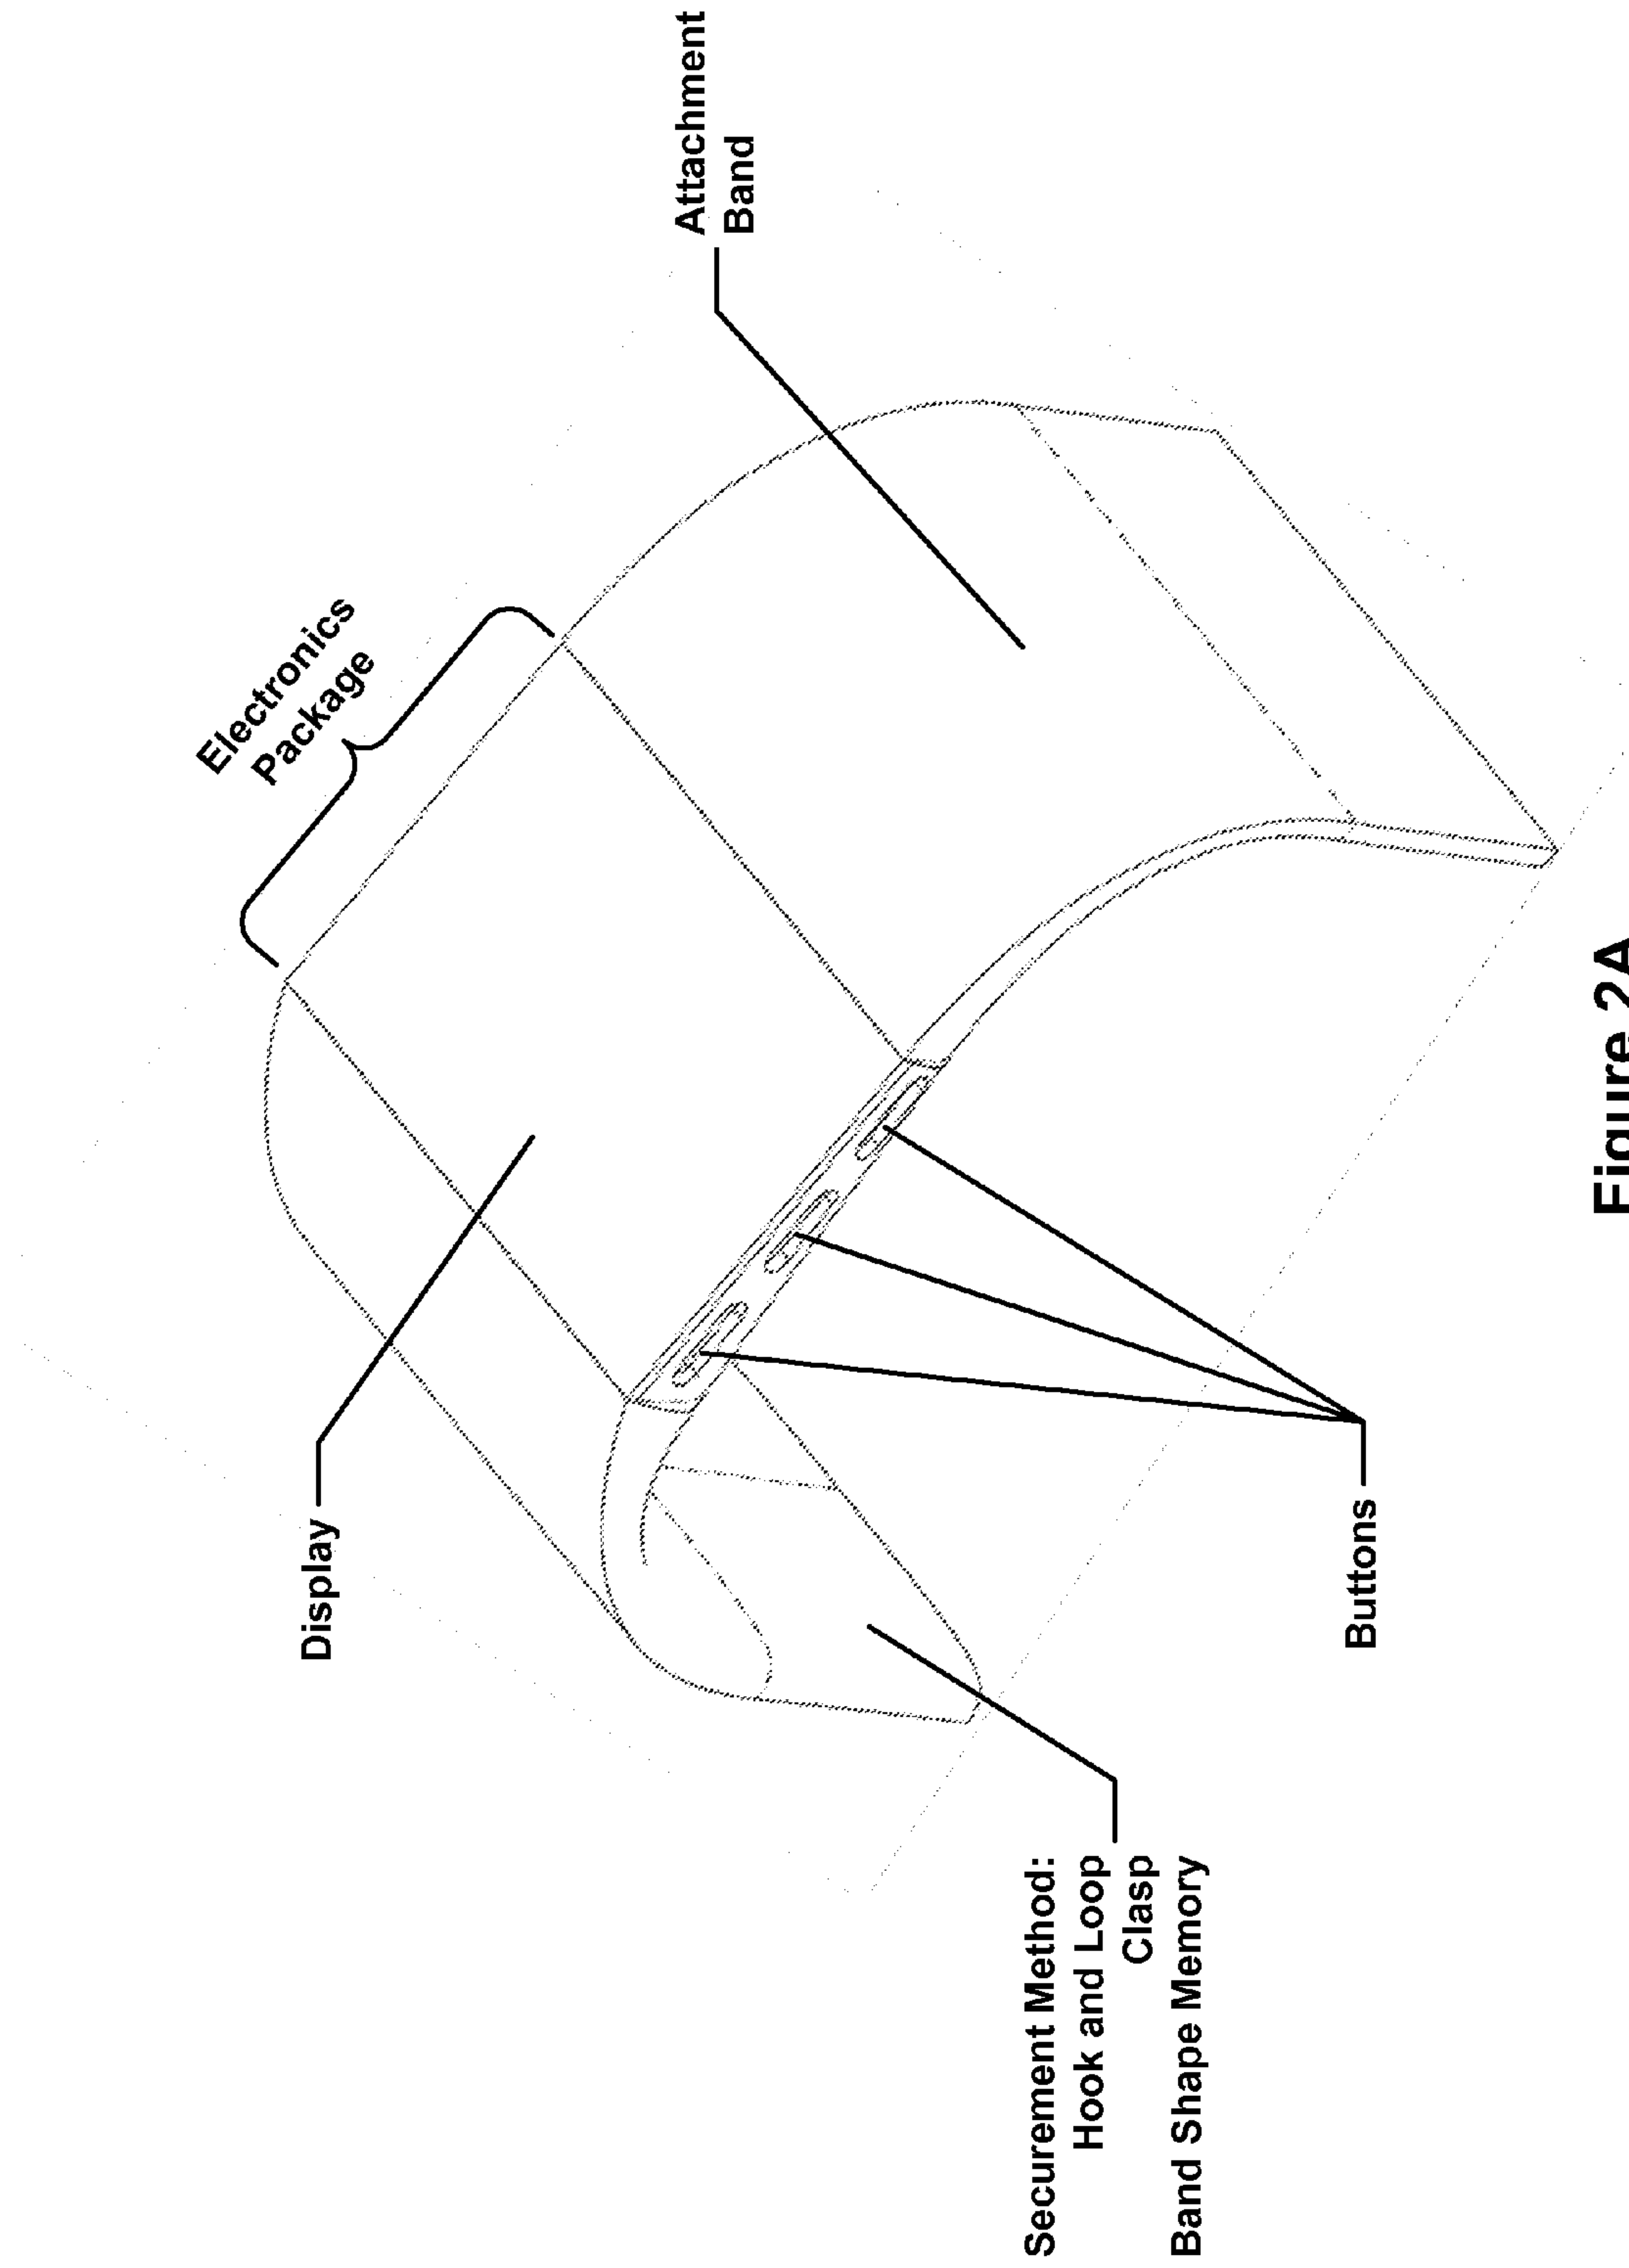 Electronics
Package
Attachment
Band
Display
Buttons
Securement Method:
Hook and Loop
Clasp
Band Shape Memory
Figure 2A